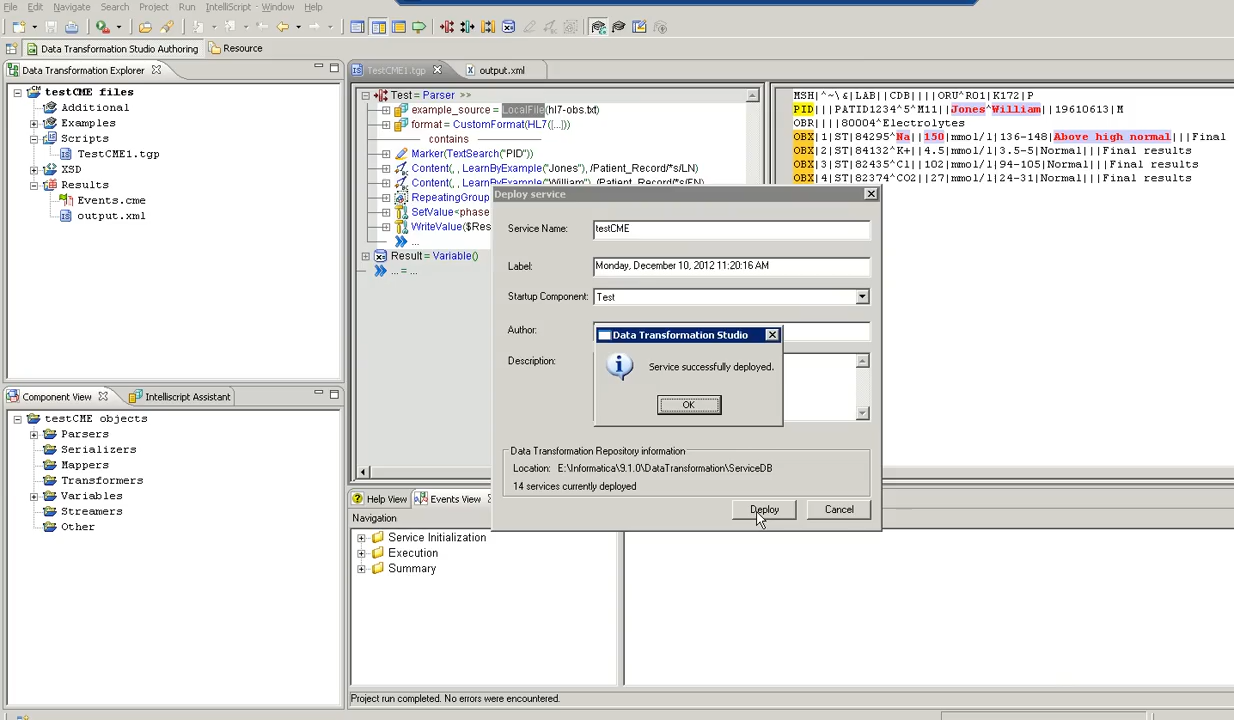 File Edit Navigate Search Project Run IntelliScript Window Help
Data Transformation Studio Authoring Resource
Data Transformation Explorer
testCME files
Additional
Examples
Scripts
TestCME1.tgp
XSD
Results
Events.cme
output.xml
TestCME1.tgp output.xml
Test = Parser >>
example_source = LocalFile(hl7-obs.txt)
format = CustomFormat(HL7([...]))
contains
Marker(TextSearch("PID"))
Content(, , LearnByExample("Jones"), /Patient_Record/*s/LN)
Content(, , LearnByExample("William"), /Patient_Record/*s/FN)
RepeatingGroup
SetValue<phase
WriteValue($Res
...
Result = Variable()
... = ...
MSH|^~\&|LAB||CDB||||ORU^R01|K172|P
PID|||PATID1234^5^M11||Jones^William||19610613|M
OBR||||80004^Electrolytes
OBX|1|ST|84295^Na||150|mmol/l|136-148|Above high normal|||Final
OBX|2|ST|84132^K+||4.5|mmol/l|3.5-5|Normal|||Final results
OBX|3|ST|82435^Cl||102|mmol/l|94-105|Normal|||Final results
OBX|4|ST|82374^CO2||27|mmol/l|24-31|Normal|||Final results
Deploy service
Service Name: testCME
Label: Monday, December 10, 2012 11:20:16 AM
Startup Component: Test
Author:
Description:
Data Transformation Studio
Service successfully deployed.
OK
Data Transformation Repository information
Location: E:\Informatica\9.1.0\DataTransformation\ServiceDB
14 services currently deployed
Deploy Cancel
Component View Intelliscript Assistant
testCME objects
Parsers
Serializers
Mappers
Transformers
Variables
Streamers
Other
Help View Events View
Navigation
Service Initialization
Execution
Summary
Project run completed. No errors were encountered.